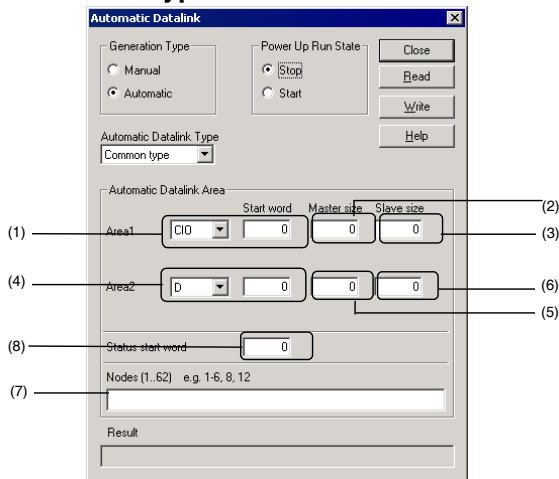 Automatic Datalink
Generation Type
Manual
Automatic
Power Up Run State
Stop
Start
Close
Read
Write
Help
Automatic Datalink Type
Common type
Automatic Datalink Area
Start word Master size Slave size
(2)
(1) Area1 CIO 0 0 0 (3)
(4) Area2 D 0 0 0 (6)
(5)
(8) Status start word 0
Nodes (1..62) e.g. 1-6, 8, 12
(7)
Result